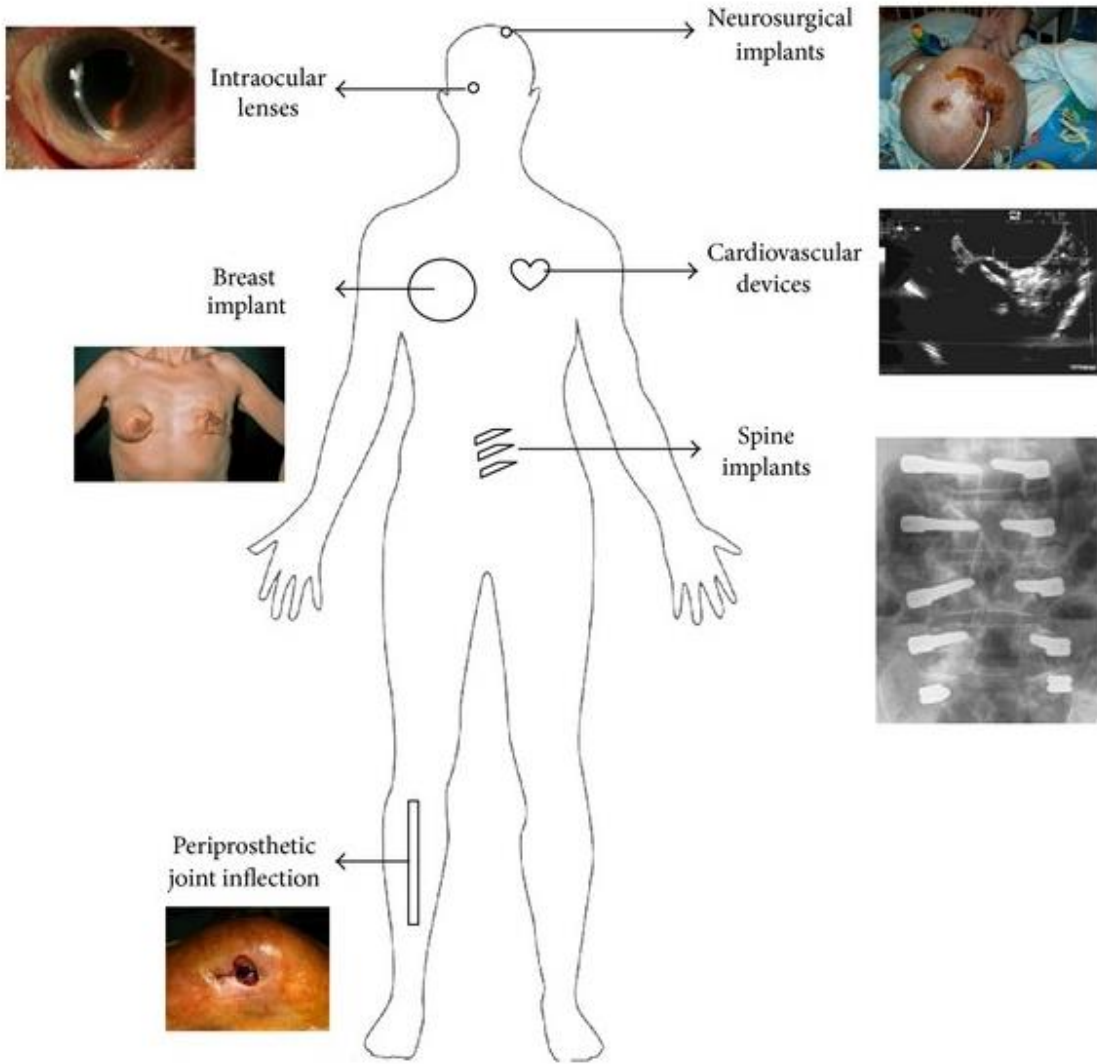 Neurosurgical
implants
Intraocular
lenses
Cardiovascular
devices
Breast
implant
Spine
implants
Periprosthetic
joint inflection